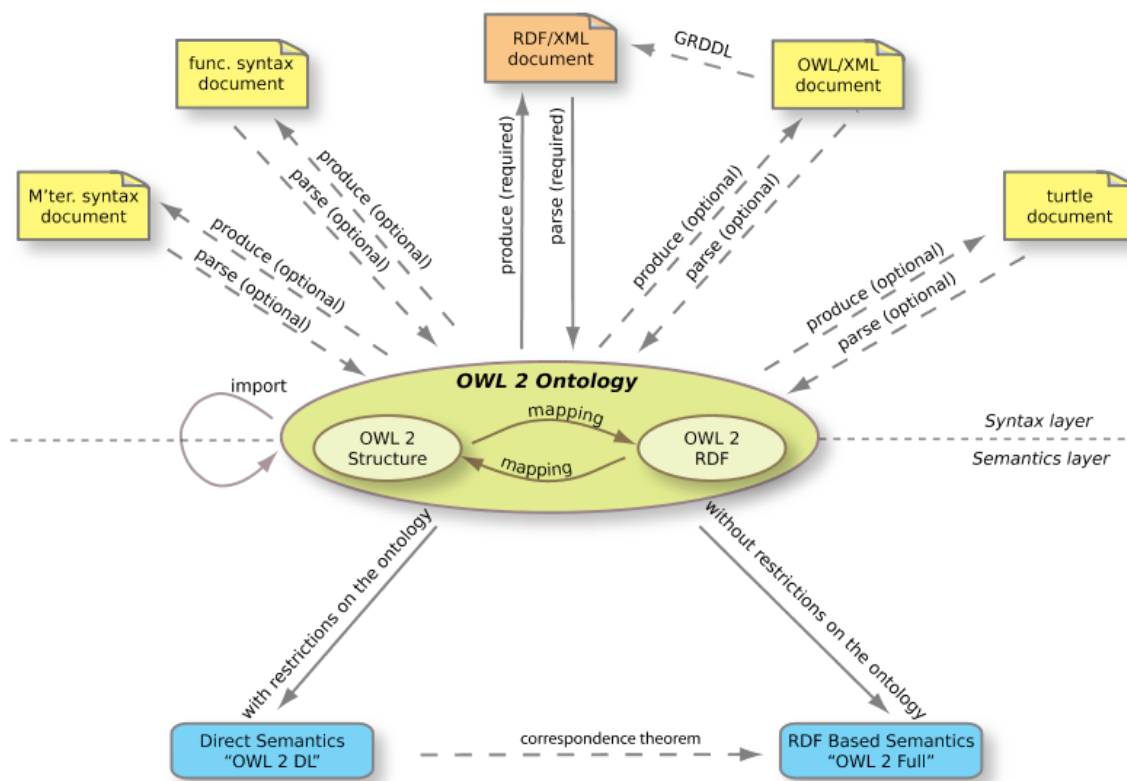 RDF/XML
document
GRDDL
func. syntax
document
OWL/XML
document
M'ter. syntax
document
turtle
document
produce (optional)
parse (optional)
produce (optional)
parse (optional)
produce (required)
parse (required)
produce (optional)
parse (optional)
produce (optional)
parse (optional)
import
OWL 2 Ontology
mapping
OWL 2
Structure
OWL 2
RDF
mapping
Syntax layer
Semantics layer
with restrictions on the ontology
without restrictions on the ontology
Direct Semantics
“OWL 2 DL”
correspondence theorem
RDF Based Semantics
“OWL 2 Full”